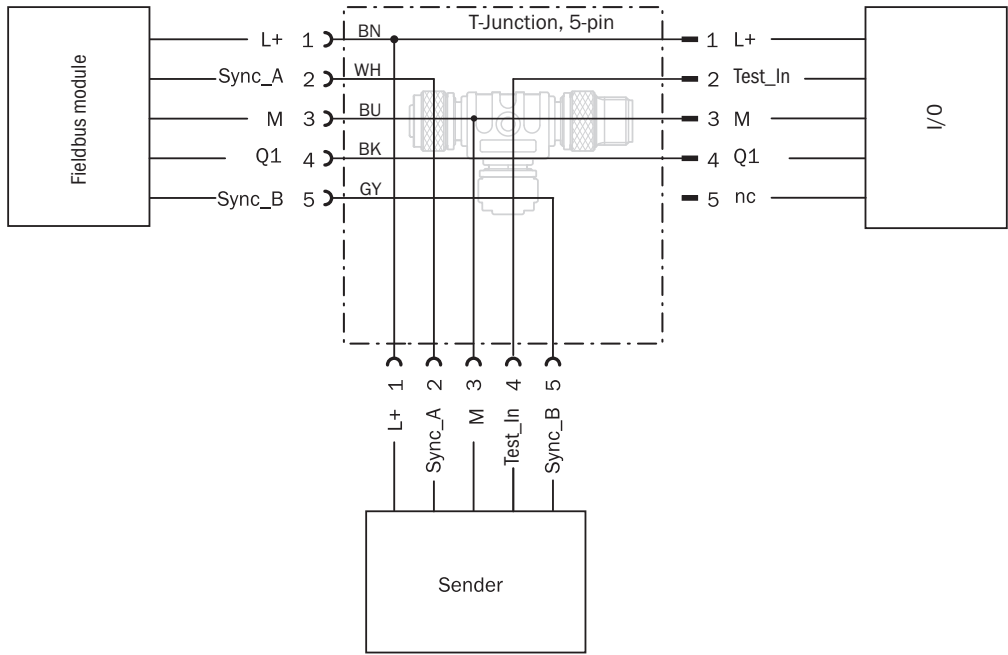 T-Junction, 5-pin
Fieldbus module
L+ 1 BN
Sync_A 2 WH
M 3 BU
Q1 4 BK
Sync_B 5 GY
1 L+
2 Test_In
3 M
4 Q1
5 nc
I/O
1 L+
2 Sync_A
3 M
4 Test_In
5 Sync_B
Sender